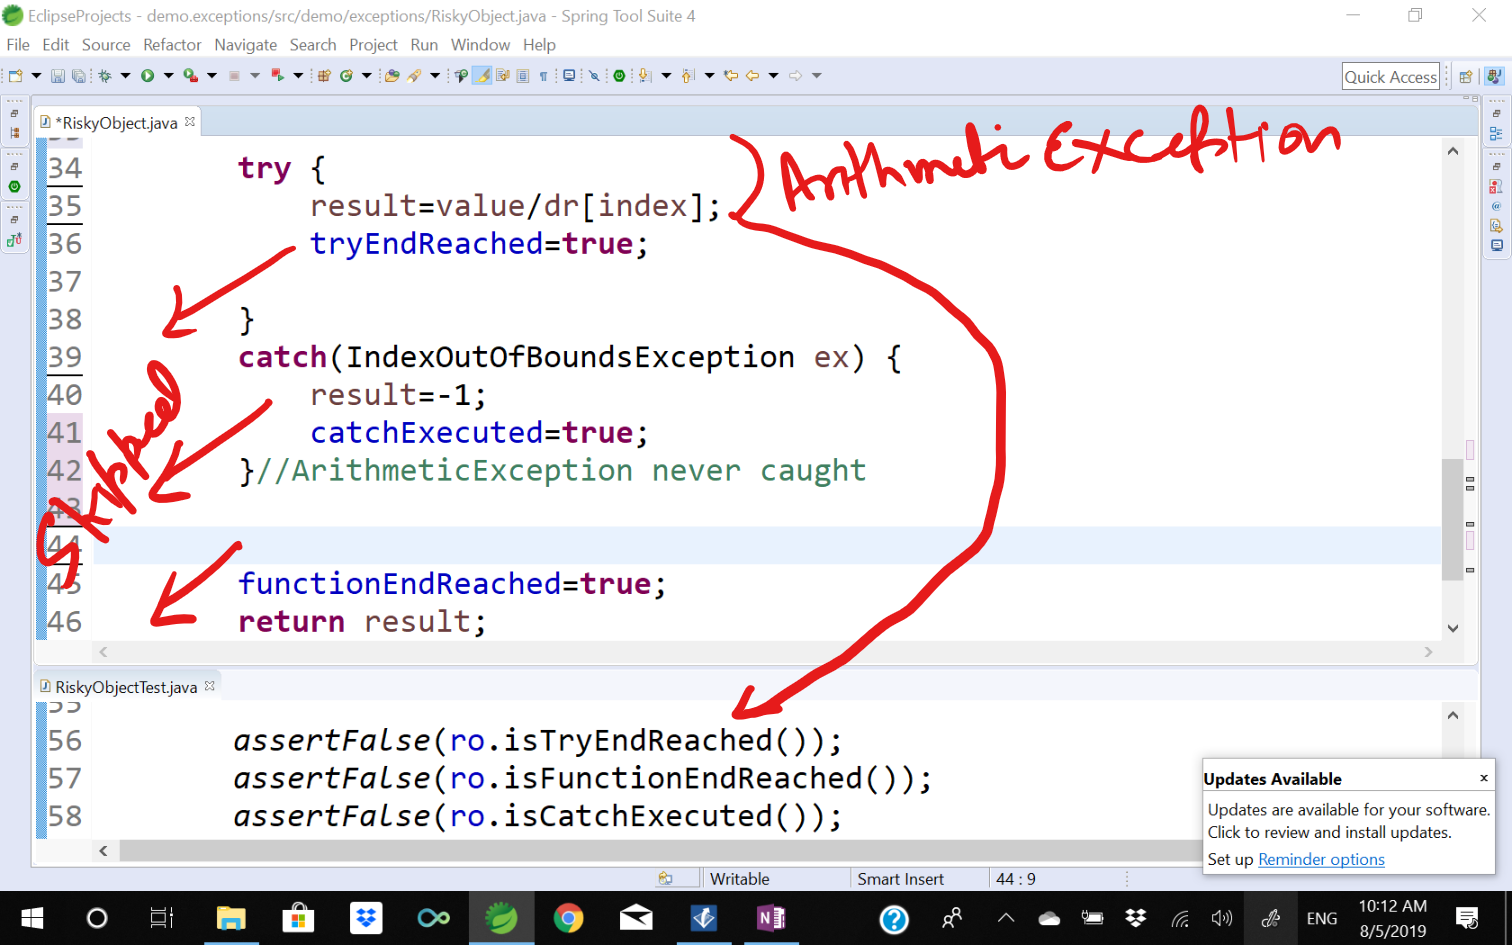 EclipseProjects - demo.exceptions/src/demo/exceptions/RiskyObject.java - Spring Tool Suite 4
File Edit Source Refactor Navigate Search Project Run Window Help
Quick Access
*RiskyObject.java
ArithmeticException
34 try {
35 result=value/dr[index];
36 tryEndReached=true;
37
38 }
39 catch(IndexOutOfBoundsException ex) {
40 result=-1;
41 catchExecuted=true;
42 }//ArithmeticException never caught
43
44
45 functionEndReached=true;
46 return result;
Skipped
RiskyObjectTest.java
55
56 assertFalse(ro.isTryEndReached());
57 assertFalse(ro.isFunctionEndReached());
58 assertFalse(ro.isCatchExecuted());
Updates Available x
Updates are available for your software.
Click to review and install updates.
Set up Reminder options
Writable Smart Insert 44 : 9
ENG 10:12 AM
8/5/2019